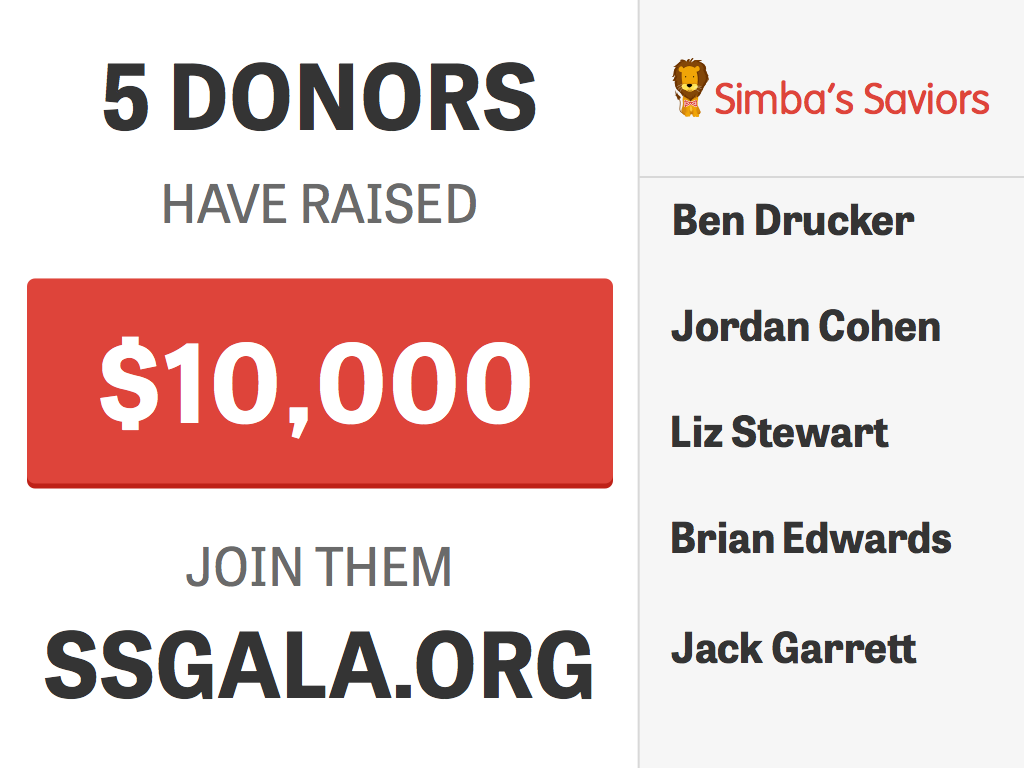 5 DONORS
HAVE RAISED
$10,000
JOIN THEM
SSGALA.ORG
Simba's Saviors
Ben Drucker
Jordan Cohen
Liz Stewart
Brian Edwards
Jack Garrett